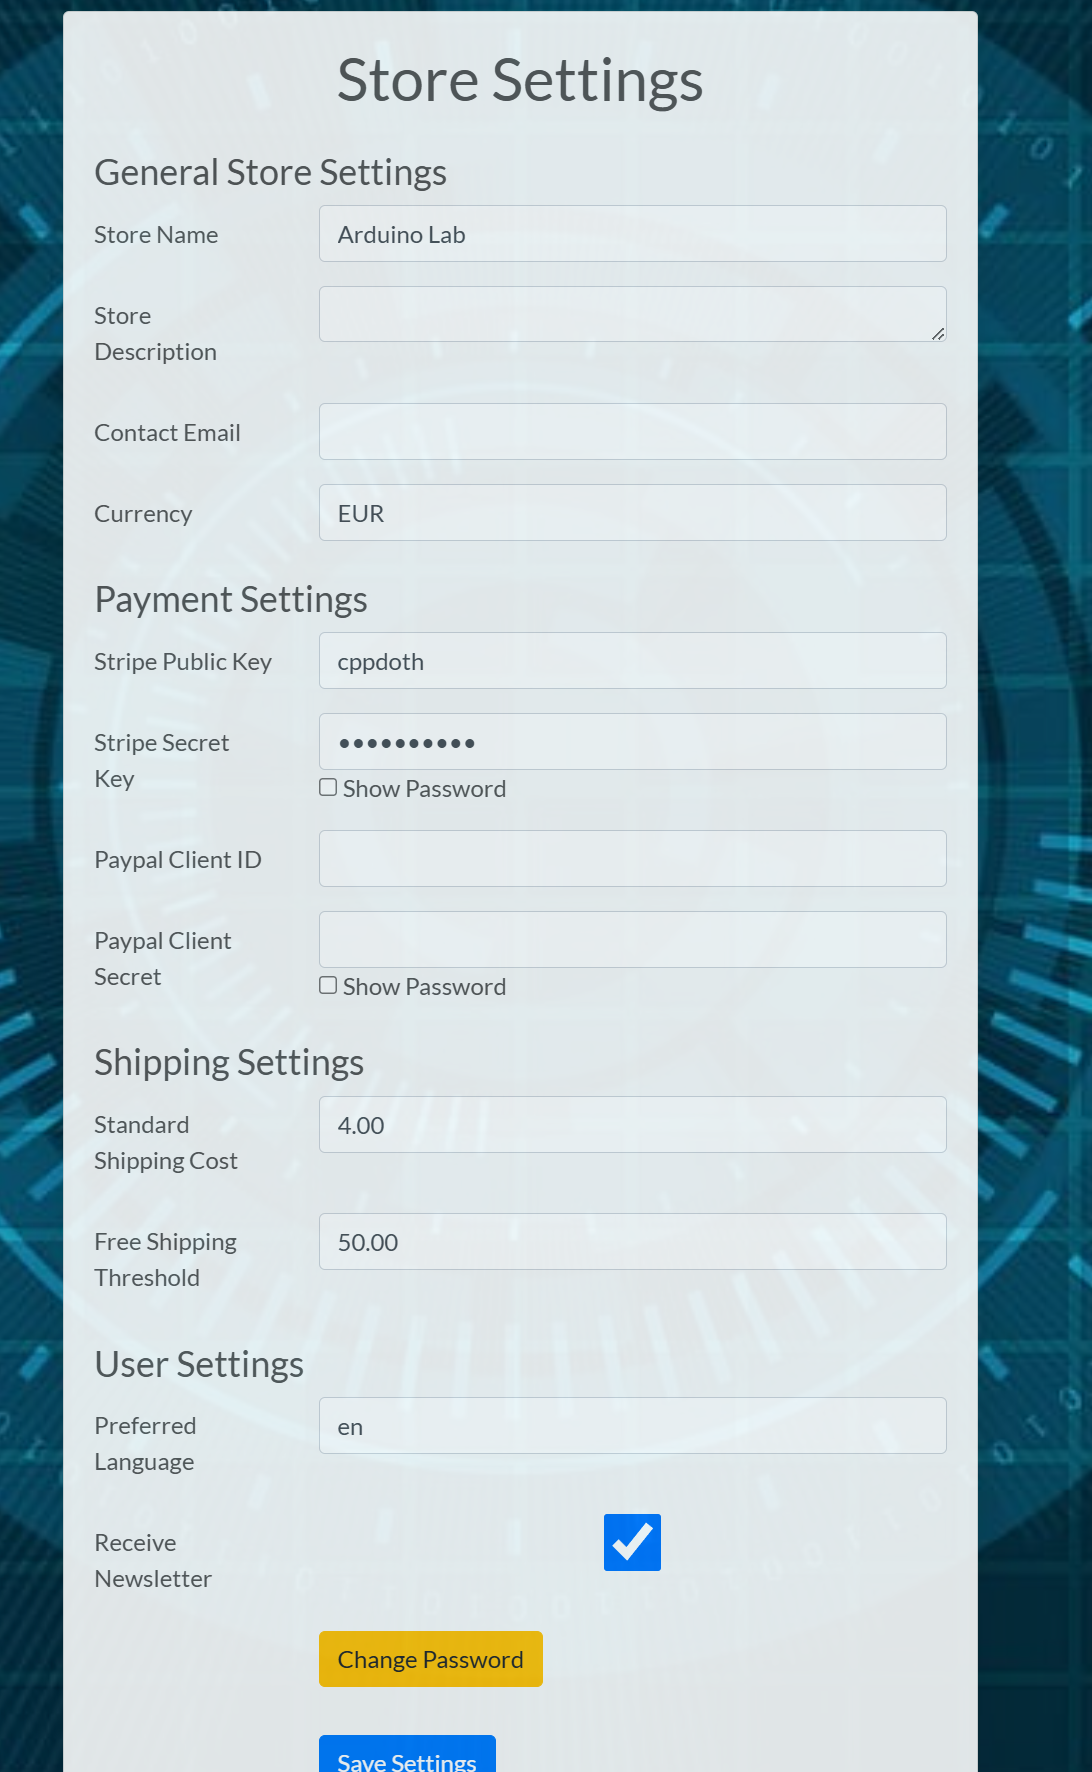 Store Settings
General Store Settings
Store Name
Arduino Lab
Store
Description
Contact Email
Currency
EUR
Payment Settings
Stripe Public Key
cppdoth
Stripe Secret
Key
••••••••••
Show Password
Paypal Client ID
Paypal Client
Secret
Show Password
Shipping Settings
Standard
Shipping Cost
4.00
Free Shipping
Threshold
50.00
User Settings
Preferred
Language
en
Receive
Newsletter
Change Password
Save Settings